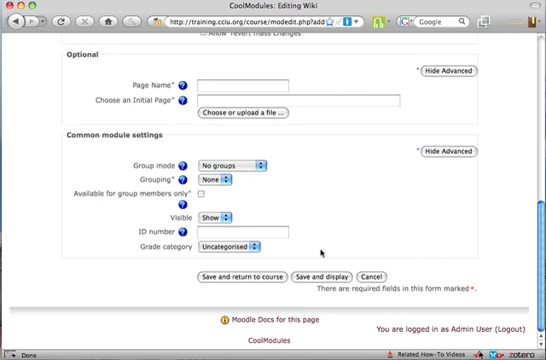 CoolModules: Editing Wiki
http://training.cciu.org/course/modedit.php?add
Google
Allow 'revert mass changes'
Optional
* Hide Advanced
Page Name*
Choose an Initial Page*
Choose or upload a file ...
Common module settings
* Hide Advanced
Group mode No groups
Grouping* None
Available for group members only*
Visible Show
ID number
Grade category Uncategorised
Save and return to course Save and display Cancel
There are required fields in this form marked*.
Moodle Docs for this page
You are logged in as Admin User (Logout)
CoolModules
Done Related How-To Videos zotero